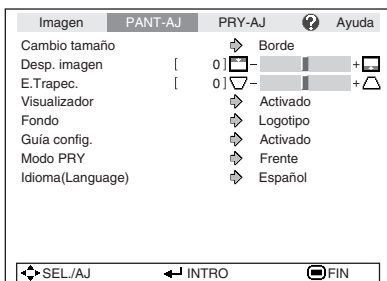 Imagen PANT-AJ PRY-AJ ? Ayuda
Cambio tamaño Borde
Desp. imagen [ 0] - +
E.Trapec. [ 0] - +
Visualizador Activado
Fondo Logotipo
Guía config. Activado
Modo PRY Frente
Idioma(Language) Español
SEL./AJ INTRO FIN